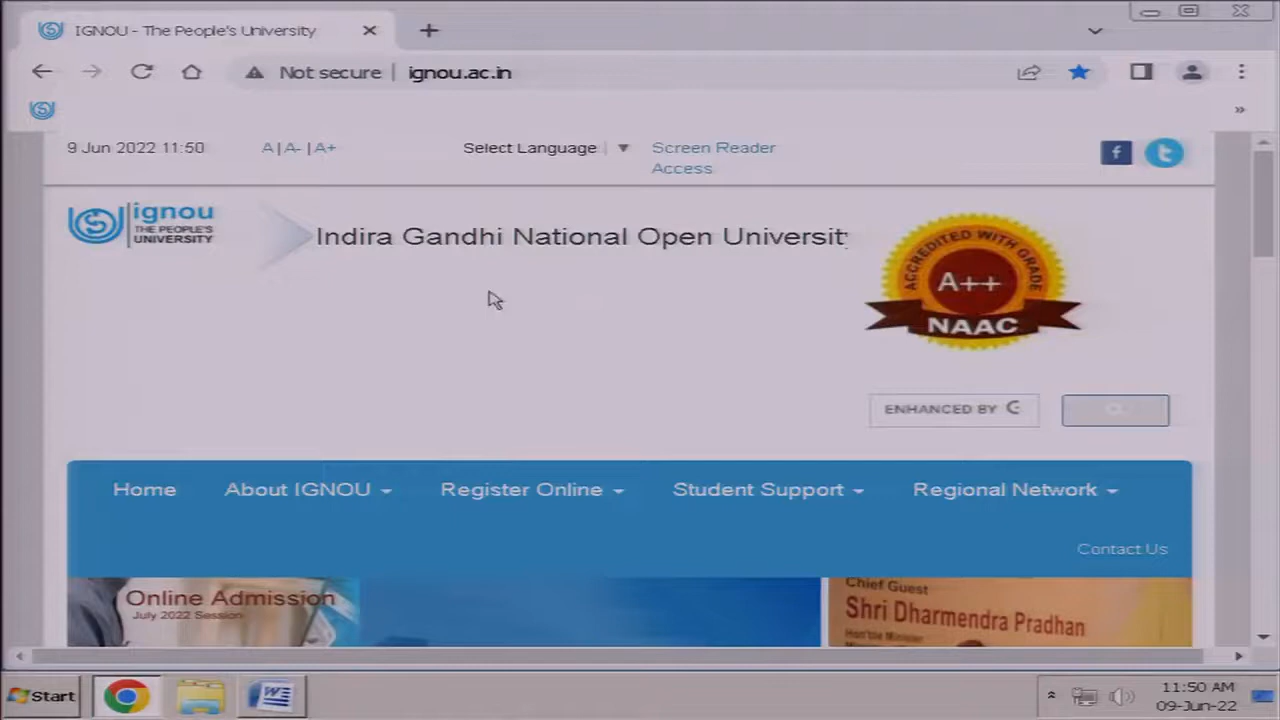 IGNOU - The People's University
Not secure
ignou.ac.in
9 Jun 2022 11:50
A | A- | A+
Select Language
Screen Reader
Access
ignou
THE PEOPLE'S
UNIVERSITY
Indira Gandhi National Open Universit
ACCREDITED WITH GRADE
A++
NAAC
ENHANCED BY G
Home
About IGNOU
Register Online
Student Support
Regional Network
Contact Us
Online Admission
July 2022 Session
Chief Guest
Shri Dharmendra Pradhan
Hon'ble Minister
Start
11:50 AM
09-Jun-22